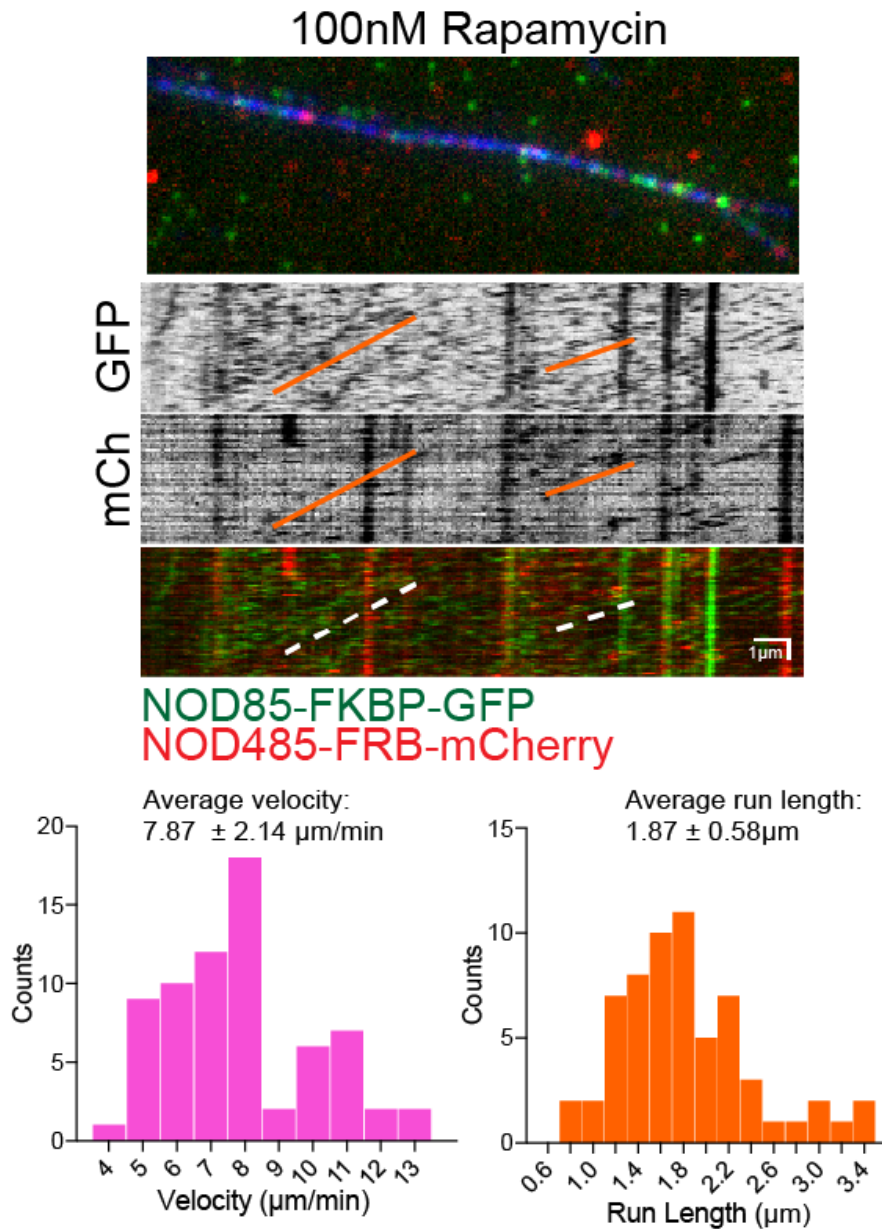 100nM Rapamycin
GFP
mCh
1µm
NOD85-FKBP-GFP
NOD485-FRB-mCherry
Average velocity:
7.87 ± 2.14 µm/min
20
15
10
5
0
Counts
4 5 6 7 8 9 10 11 12 13
Velocity (µm/min)
Average run length:
1.87 ± 0.58µm
15
10
5
0
Counts
0.6 1.0 1.4 1.8 2.2 2.6 3.0 3.4
Run Length (µm)